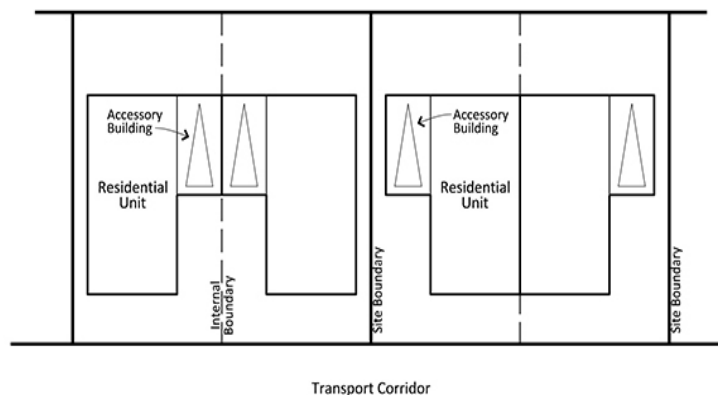 Accessory
Building
Accessory
Building
Residential
Unit
Residential
Unit
Internal
Boundary
Site Boundary
Site Boundary
Transport Corridor